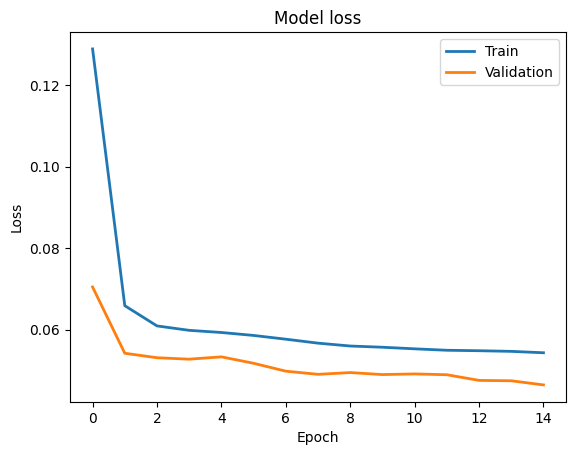 Model loss
Train
Validation
0.12
0.10
0.08
0.06
Loss
0 2 4 6 8 10 12 14
Epoch